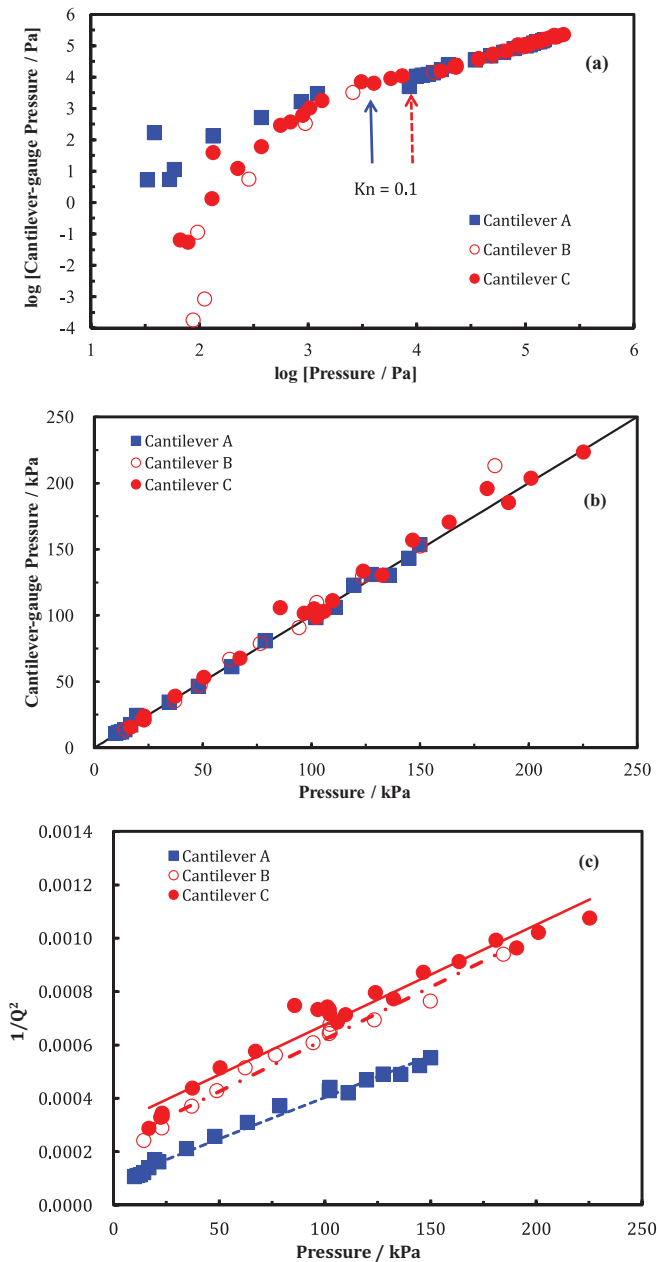 6
5
4
3
2
1
0
-1
-2
-3
-4
log [Cantilever-gauge Pressure / Pa]
(a)
Kn = 0.1
Cantilever A
Cantilever B
Cantilever C
1 2 3 4 5 6
log [Pressure / Pa]
250
200
150
100
50
0
Cantilever-gauge Pressure / kPa
Cantilever A
Cantilever B
Cantilever C
(b)
0 50 100 150 200 250
Pressure / kPa
0.0014
0.0012
0.0010
0.0008
0.0006
0.0004
0.0002
0.0000
1/Q²
Cantilever A
Cantilever B
Cantilever C
(c)
0 50 100 150 200 250
Pressure / kPa